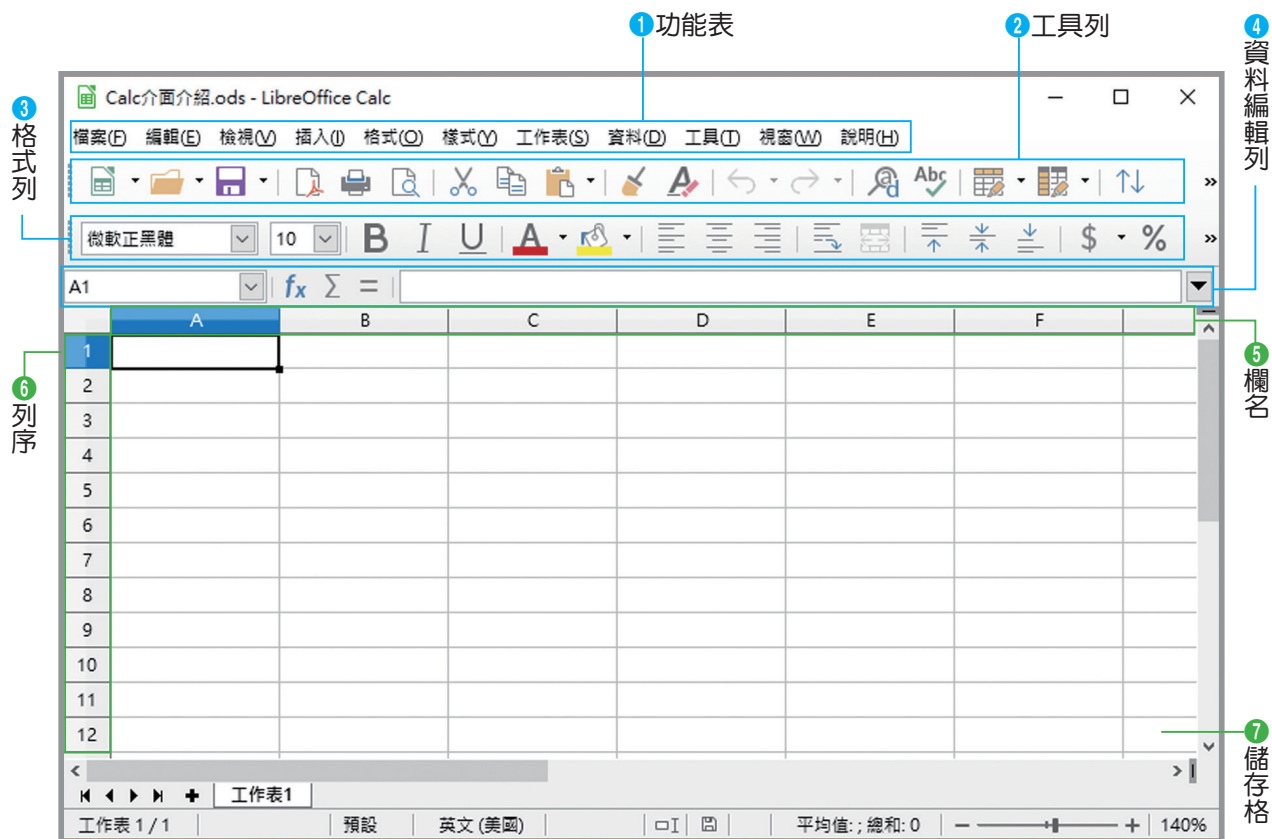 1功能表
2工具列
3格式列
4資料編輯列
Calc介面介紹.ods - LibreOffice Calc
檔案(F) 編輯(E) 檢視(V) 插入(I) 格式(O) 樣式(Y) 工作表(S) 資料(D) 工具(T) 視窗(W) 說明(H)
Abc
微軟正黑體 10 B I U A $ %
A1 fx Σ =
A B C D E F
1
2
3
4
5
6
7
8
9
10
11
12
5欄名
6列序
7儲存格
工作表1
工作表 1 / 1 預設 英文 (美國) 平均值: ; 總和: 0 140%